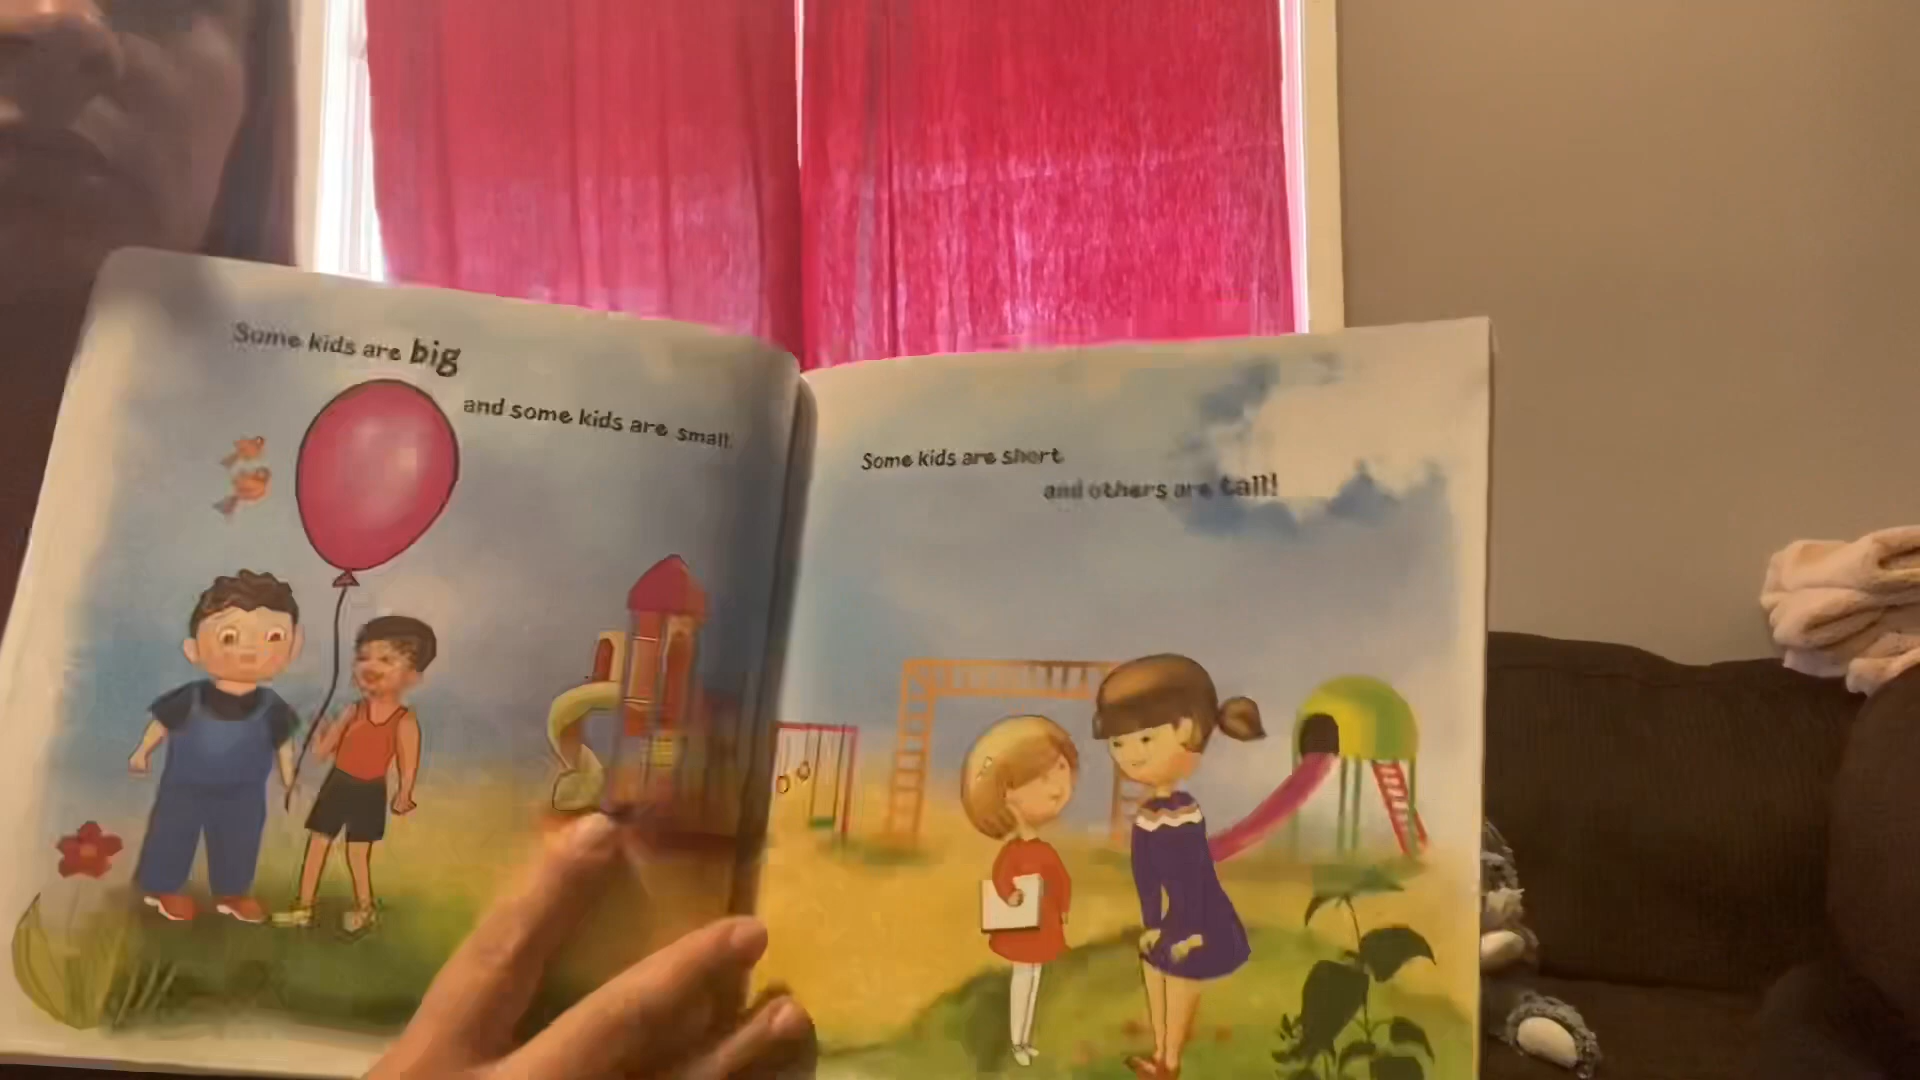 Some kids are big
and some kids are small.
Some kids are short
and others are tall!